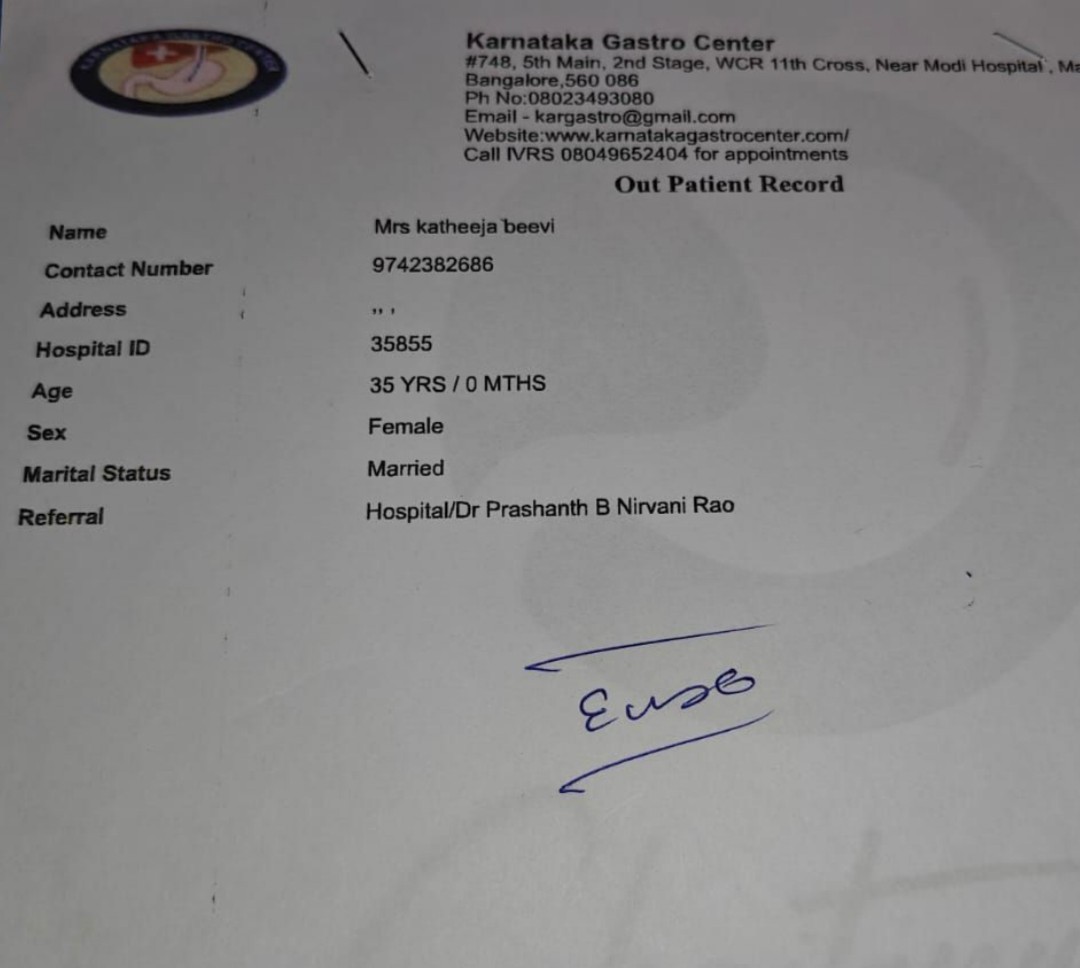 KARNATAKA GASTRO CENTER
Karnataka Gastro Center
#748, 5th Main, 2nd Stage, WCR 11th Cross, Near Modi Hospital , Ma
Bangalore,560 086
Ph No:08023493080
Email - kargastro@gmail.com
Website:www.karnatakagastrocenter.com/
Call IVRS 08049652404 for appointments
Out Patient Record
Name Mrs katheeja beevi
Contact Number 9742382686
Address ,, ,
Hospital ID 35855
Age 35 YRS / 0 MTHS
Sex Female
Marital Status Married
Referral Hospital/Dr Prashanth B Nirvani Rao